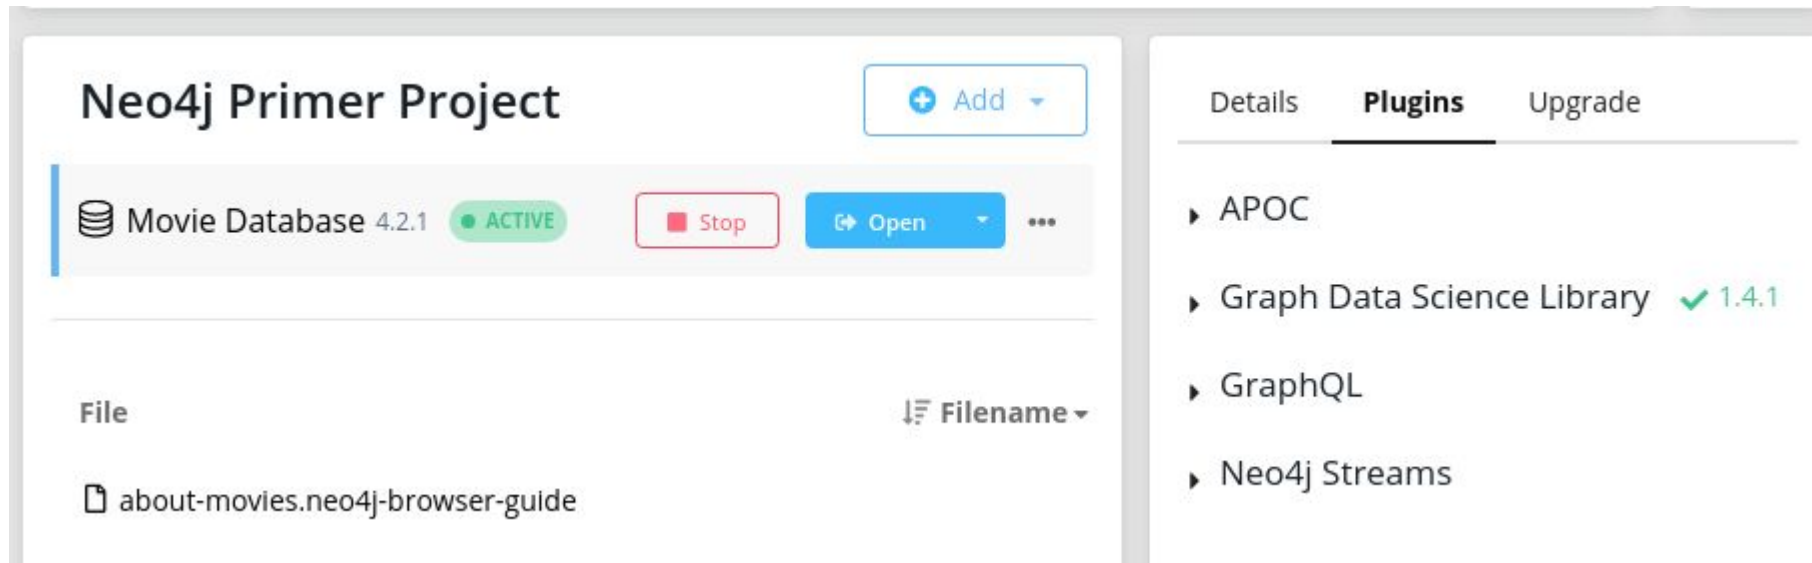 Neo4j Primer Project
Add
Movie Database 4.2.1 ACTIVE Stop Open
File Filename
about-movies.neo4j-browser-guide
Details Plugins Upgrade
APOC
Graph Data Science Library 1.4.1
GraphQL
Neo4j Streams